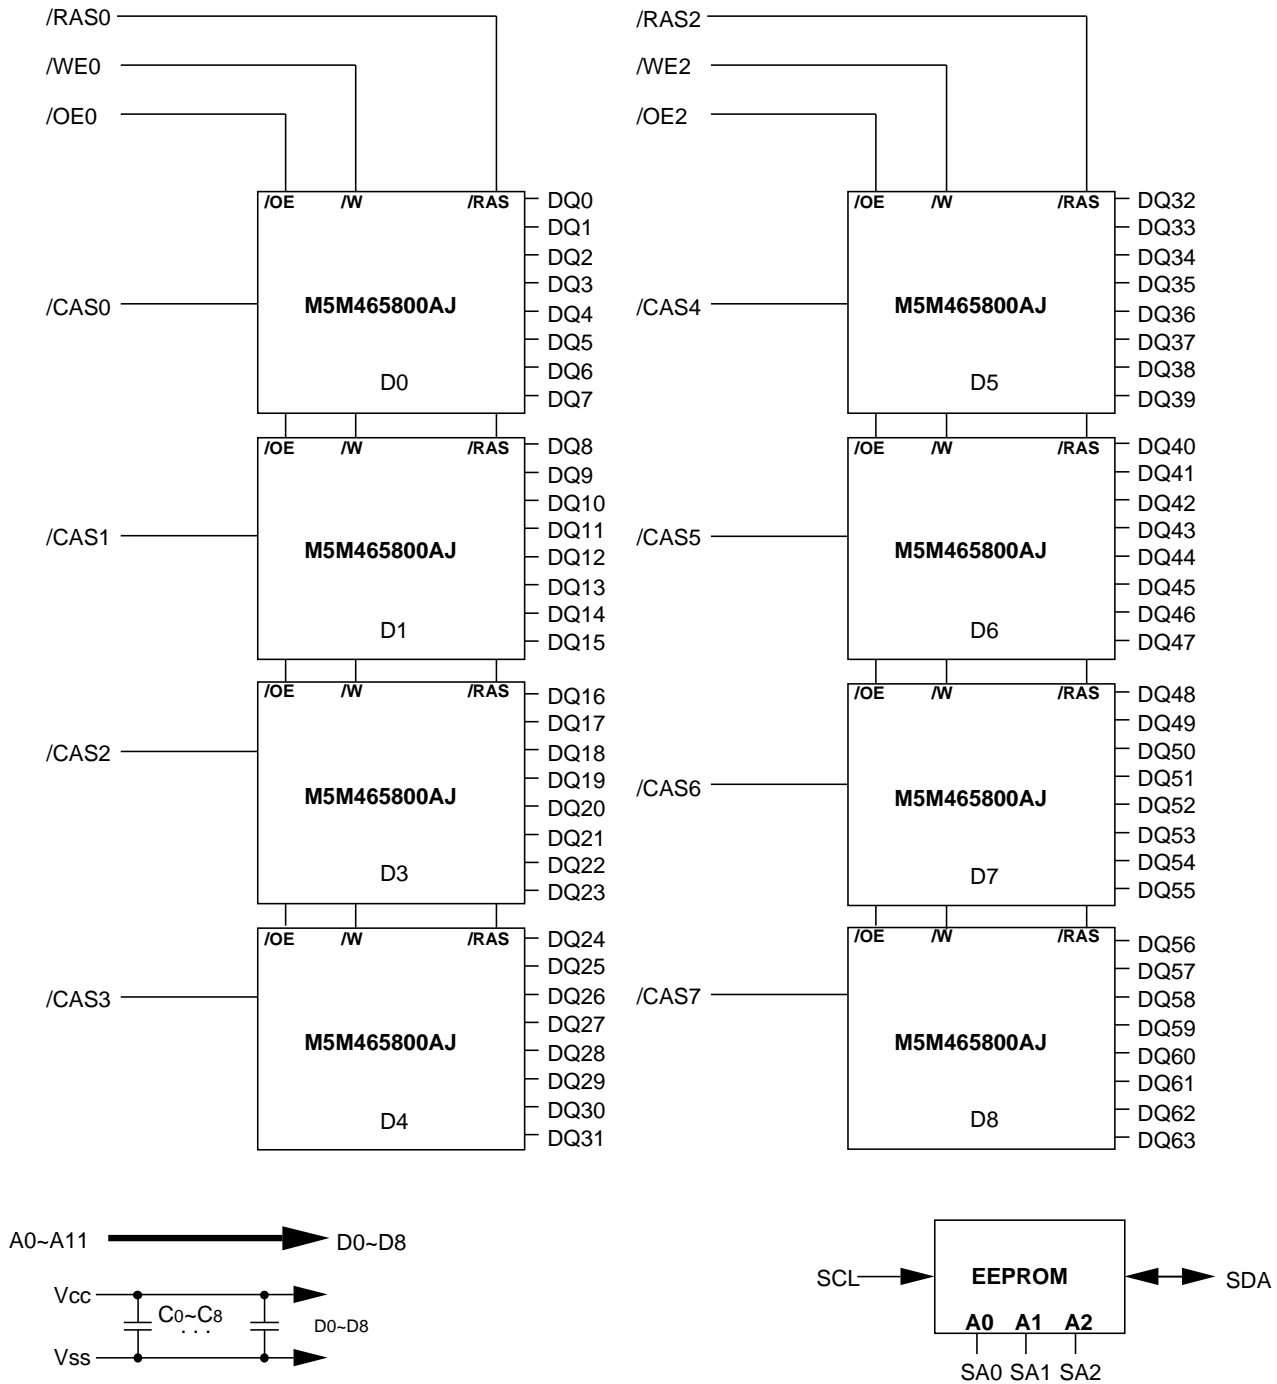 /RAS0
/WE0
/OE0
/OE /W /RAS
/CAS0
M5M465800AJ
D0
DQ0
DQ1
DQ2
DQ3
DQ4
DQ5
DQ6
DQ7
/OE /W /RAS
/CAS1
M5M465800AJ
D1
DQ8
DQ9
DQ10
DQ11
DQ12
DQ13
DQ14
DQ15
/OE /W /RAS
/CAS2
M5M465800AJ
D3
DQ16
DQ17
DQ18
DQ19
DQ20
DQ21
DQ22
DQ23
/OE /W /RAS
/CAS3
M5M465800AJ
D4
DQ24
DQ25
DQ26
DQ27
DQ28
DQ29
DQ30
DQ31
/RAS2
/WE2
/OE2
/OE /W /RAS
/CAS4
M5M465800AJ
D5
DQ32
DQ33
DQ34
DQ35
DQ36
DQ37
DQ38
DQ39
/OE /W /RAS
/CAS5
M5M465800AJ
D6
DQ40
DQ41
DQ42
DQ43
DQ44
DQ45
DQ46
DQ47
/OE /W /RAS
/CAS6
M5M465800AJ
D7
DQ48
DQ49
DQ50
DQ51
DQ52
DQ53
DQ54
DQ55
/OE /W /RAS
/CAS7
M5M465800AJ
D8
DQ56
DQ57
DQ58
DQ59
DQ60
DQ61
DQ62
DQ63
A0~A11 D0~D8
Vcc
C0~C8
. . .
D0~D8
Vss
SCL EEPROM SDA
A0 A1 A2
SA0 SA1 SA2